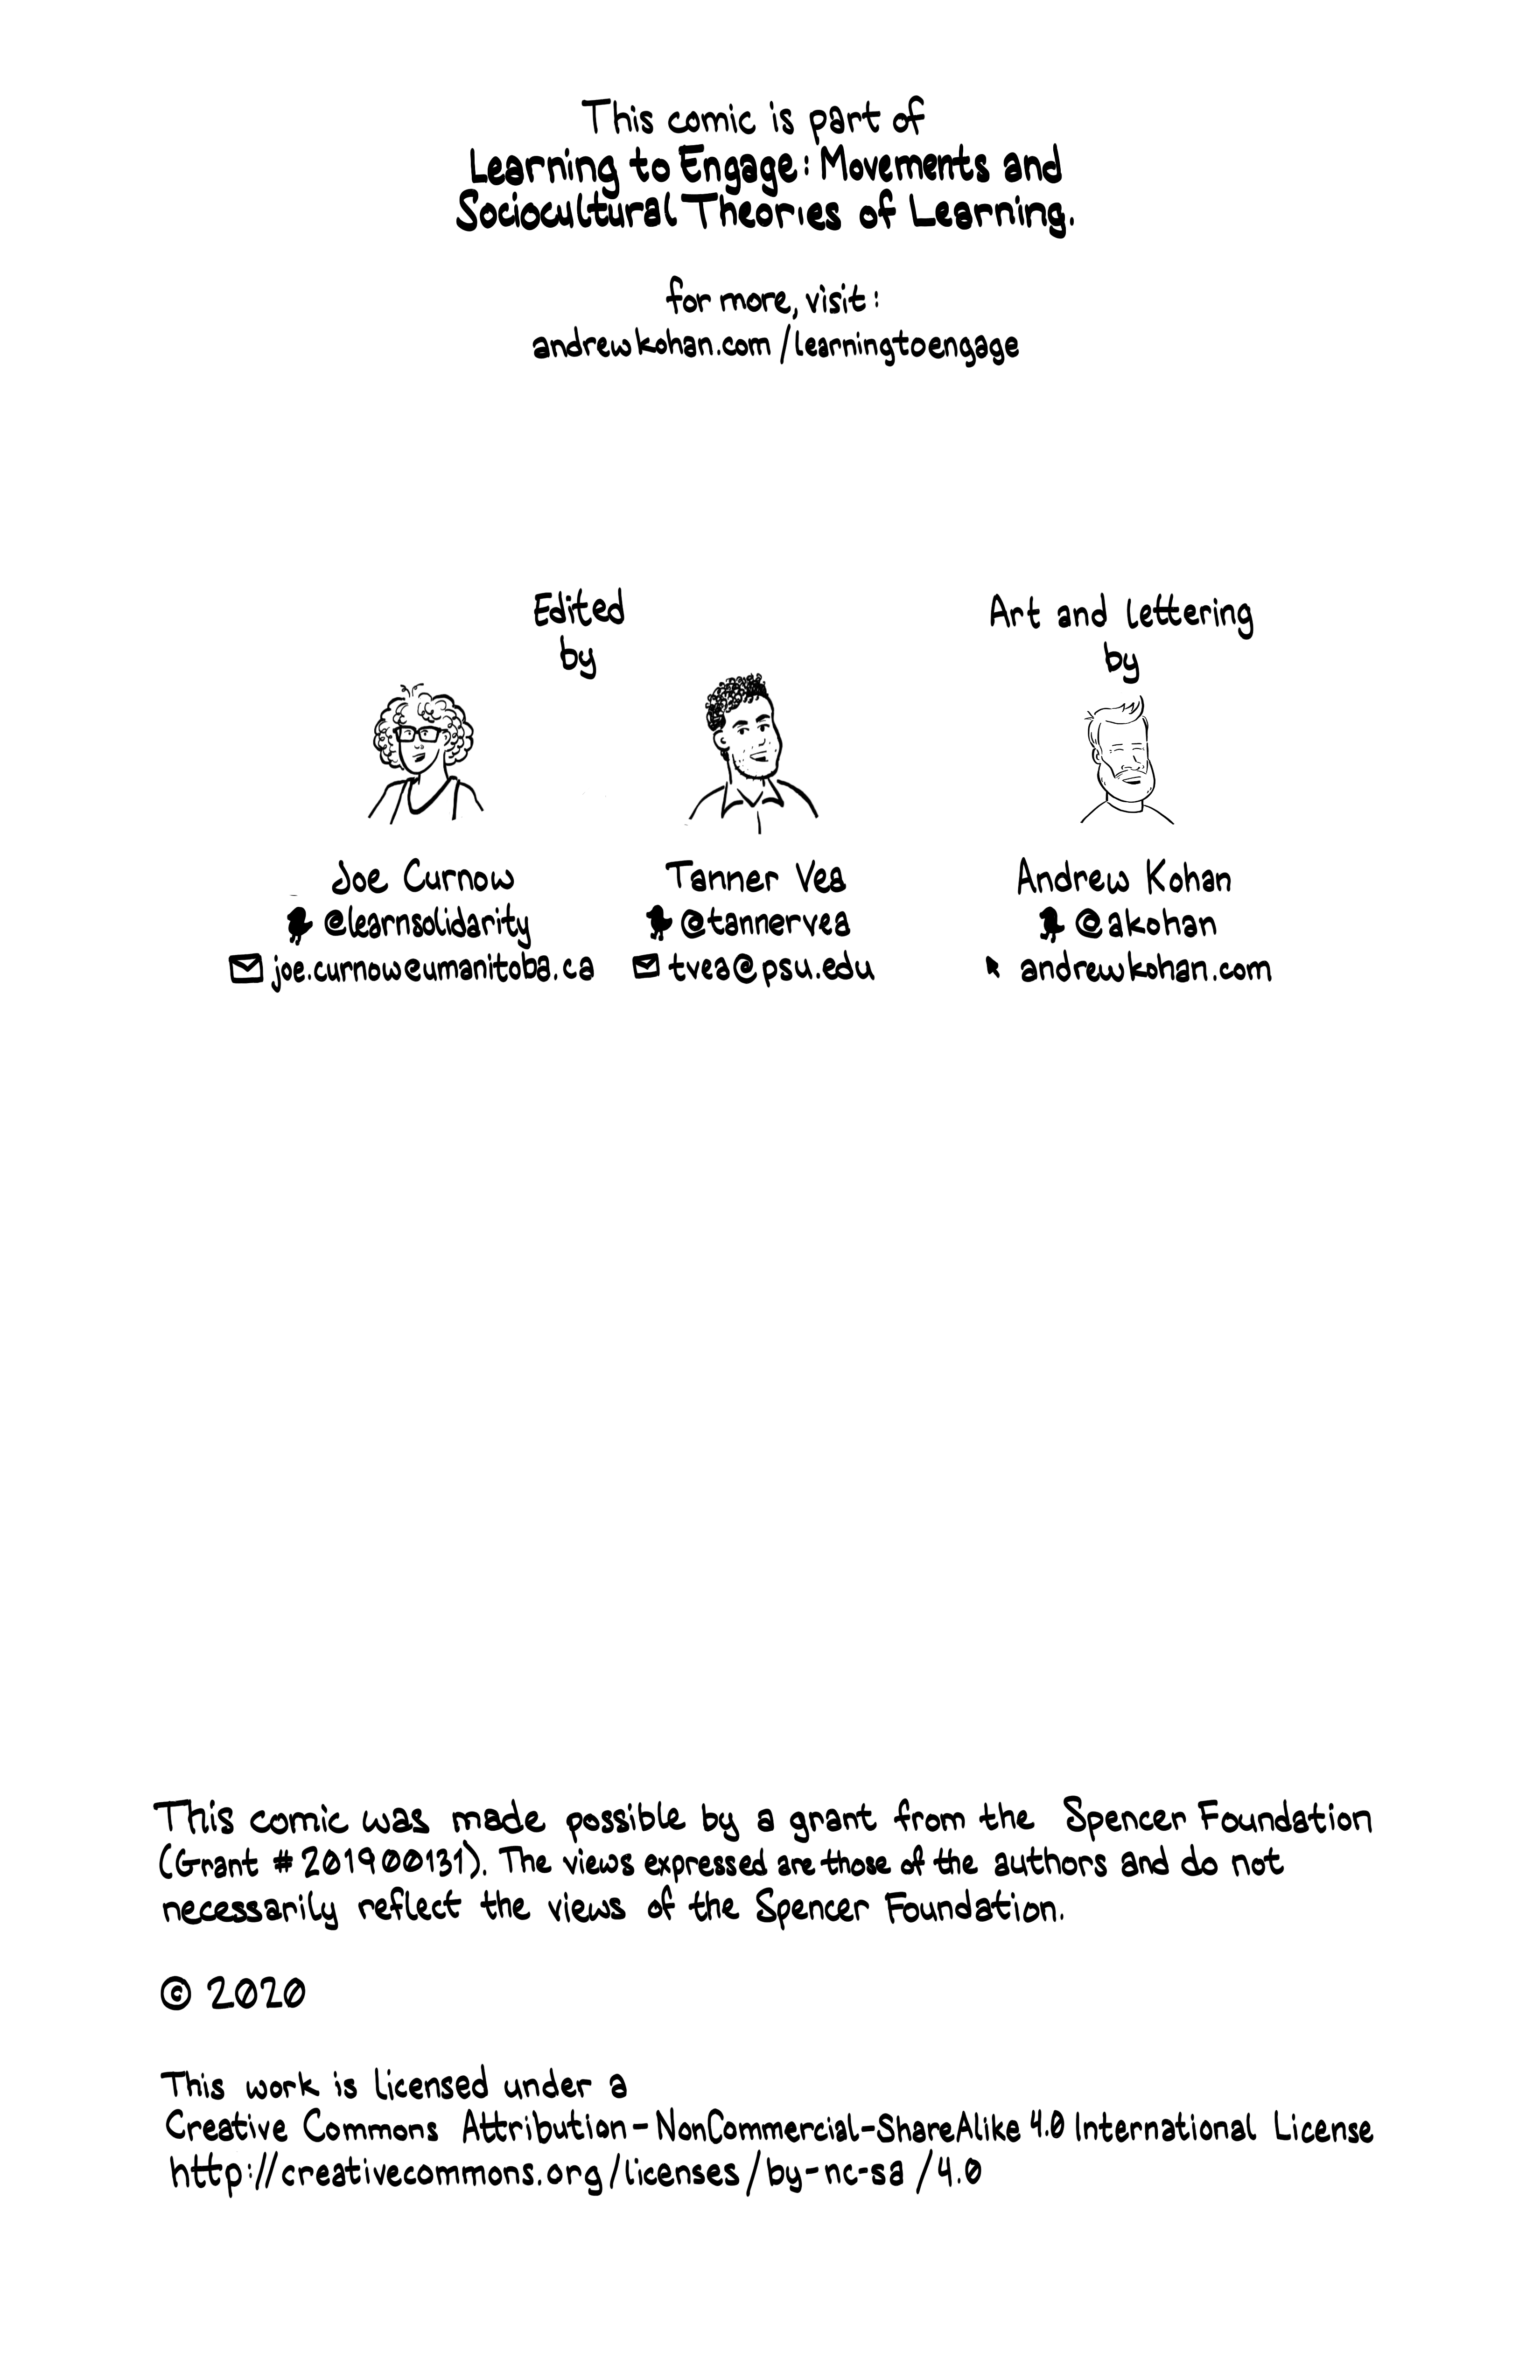 This comic is part of
Learning to Engage: Movements and
Sociocultural Theories of Learning.
for more, visit:
andrewkohan.com/learningtoengage
Edited
by
Joe Curnow
@learnsolidarity
joe.curnow@umanitoba.ca
Tanner Vea
@tannervea
tvea@psu.edu
Art and lettering
by
Andrew Kohan
@akohan
andrewkohan.com
This comic was made possible by a grant from the Spencer Foundation
(Grant #201900131). The views expressed are those of the authors and do not
necessarily reflect the views of the Spencer Foundation.
© 2020
This work is licensed under a
Creative Commons Attribution-NonCommercial-ShareAlike 4.0 International License
http://creativecommons.org/licenses/by-nc-sa/4.0